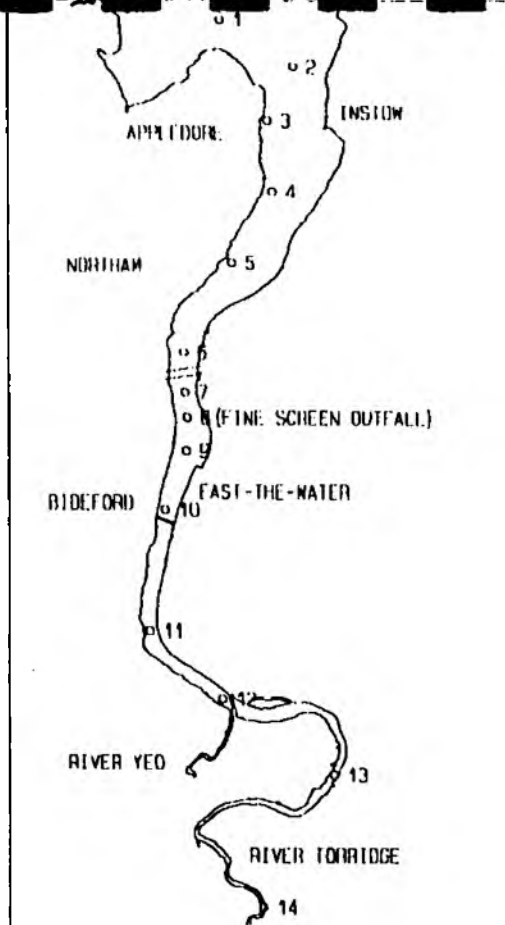 1
2
INSTOW
3
APPLEDORE
4
NORTHAM
5
6
7
8 (FINE SCREEN OUTFALL)
9
EAST-THE-WATER
BIDEFORD
10
11
12
RIVER YEO
13
RIVER TORRIDGE
14